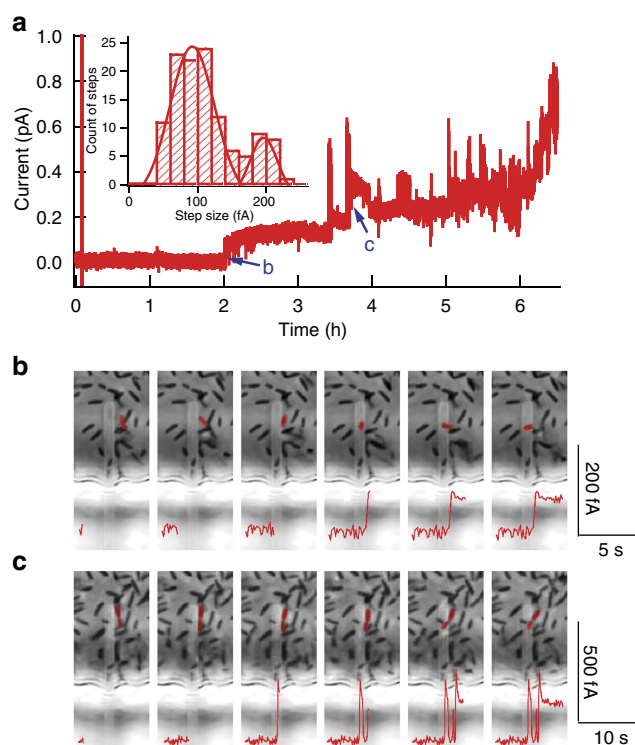 a
1.0
0.8
0.6
0.4
0.2
0.0
Current (pA)
25
20
15
10
5
0
Count of steps
0
100
200
Step size (fA)
b
c
0
1
2
3
4
5
6
Time (h)
b
200 fA
5 s
c
500 fA
10 s